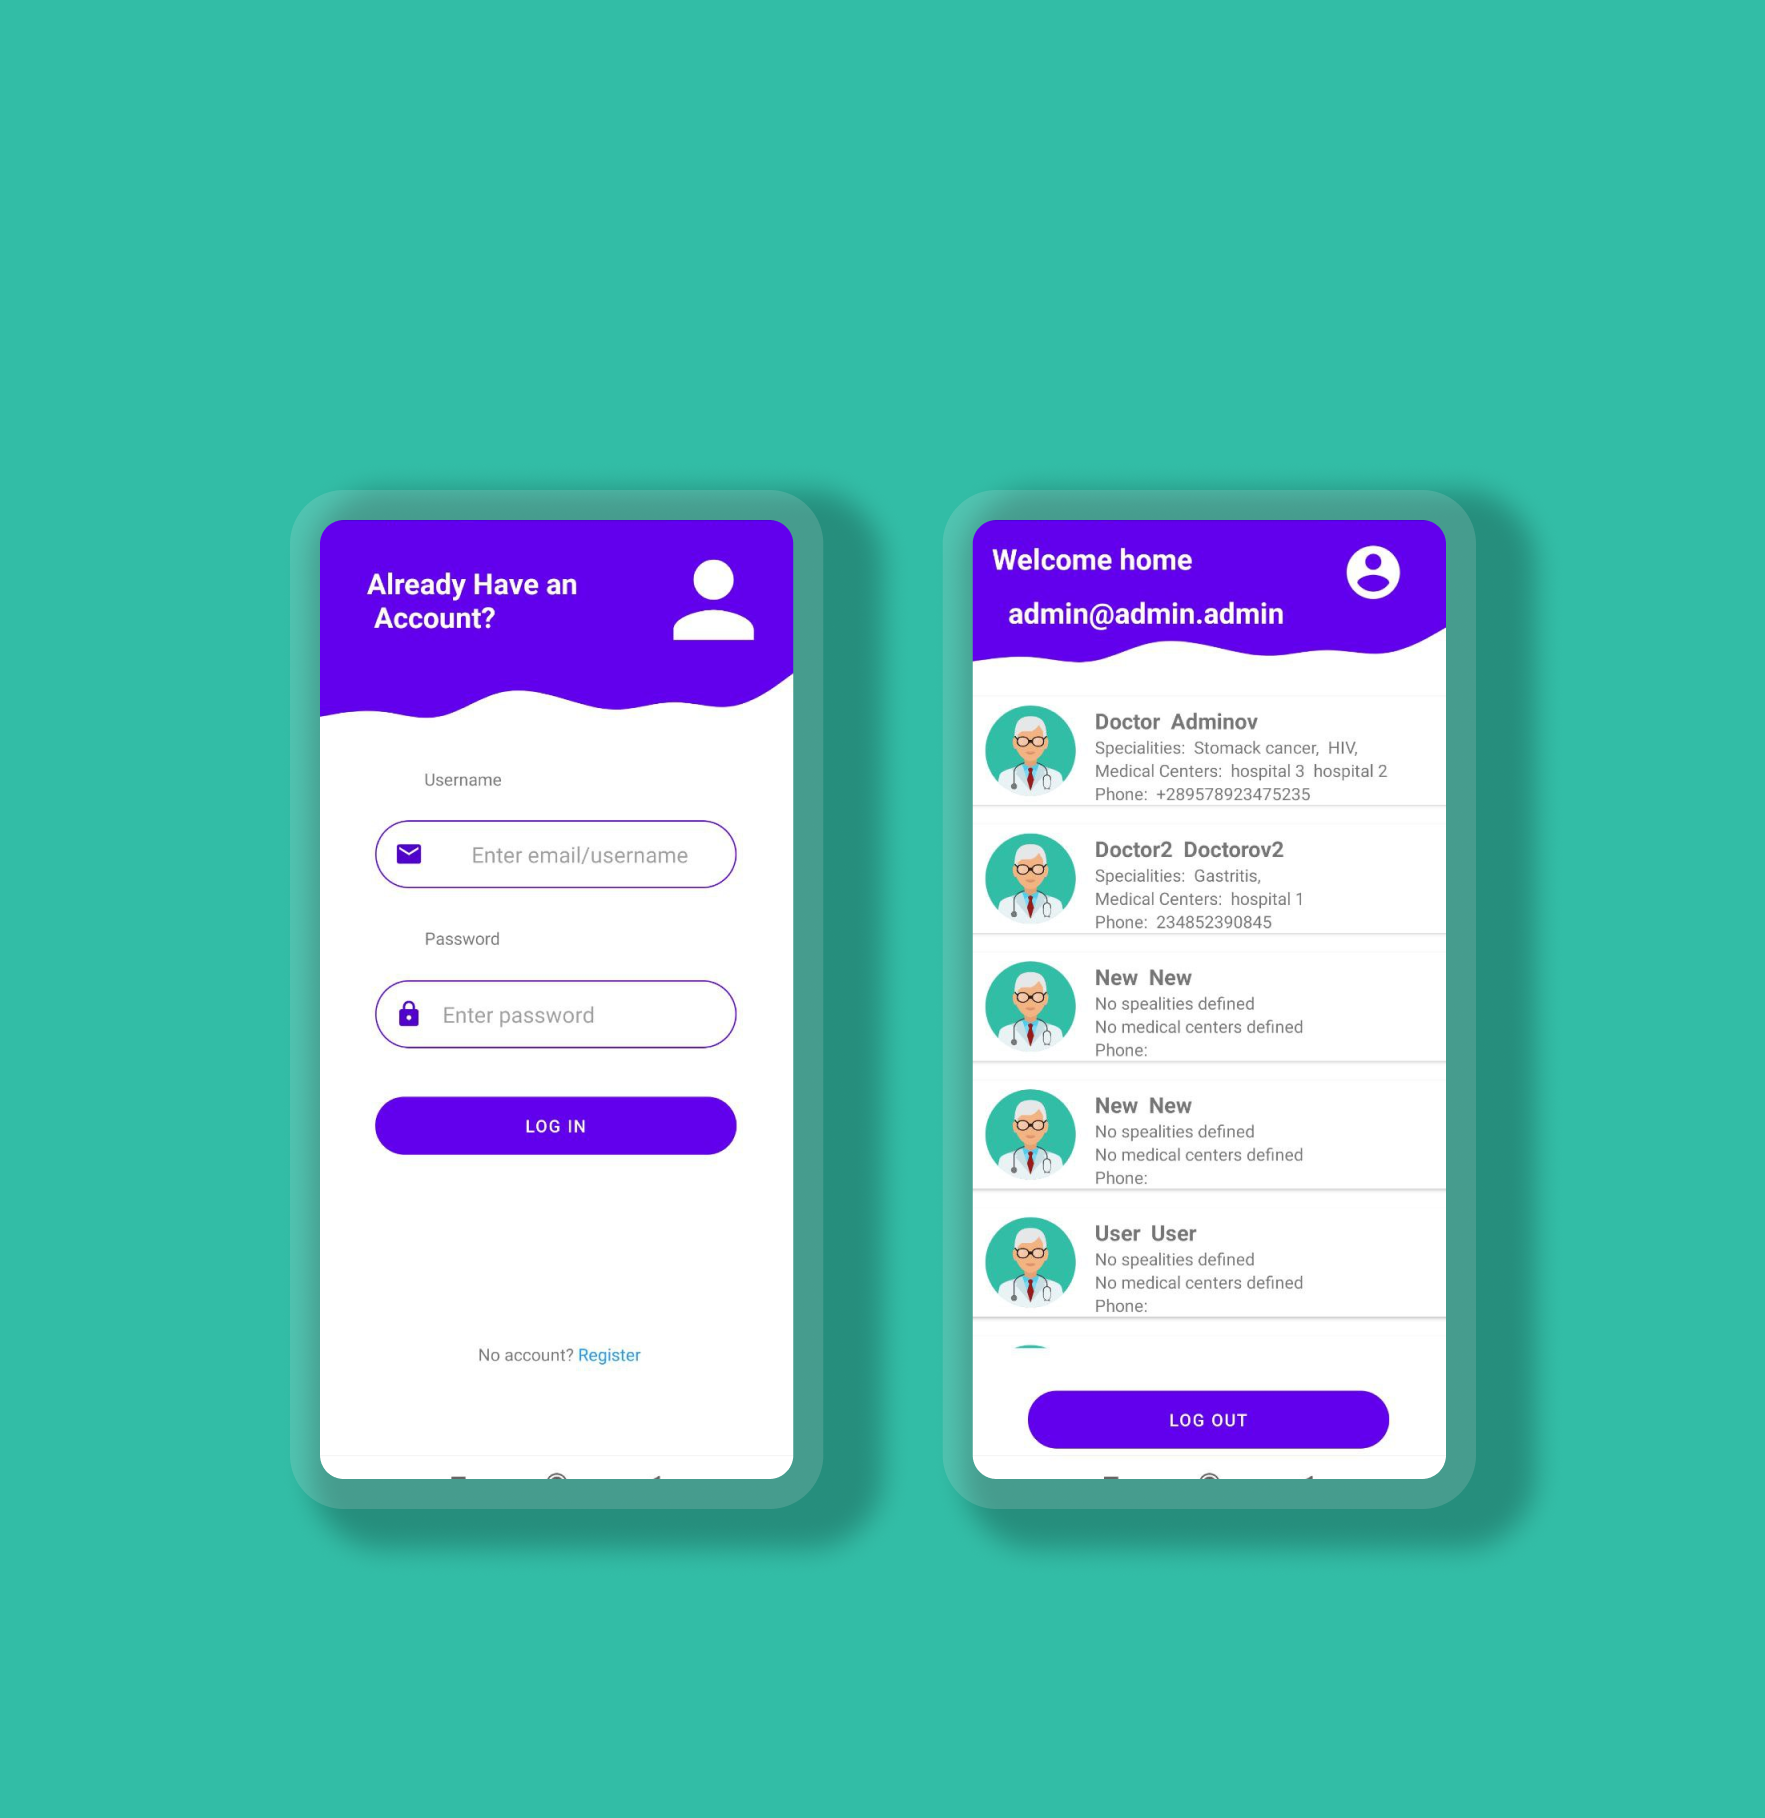 Already Have an
Account?
Username
Enter email/username
Password
Enter password
LOG IN
No account? Register
Welcome home
admin@admin.admin
Doctor Adminov
Specialities: Stomack cancer, HIV,
Medical Centers: hospital 3 hospital 2
Phone: +289578923475235
Doctor2 Doctorov2
Specialities: Gastritis,
Medical Centers: hospital 1
Phone: 234852390845
New New
No spealities defined
No medical centers defined
Phone:
New New
No spealities defined
No medical centers defined
Phone:
User User
No spealities defined
No medical centers defined
Phone:
LOG OUT